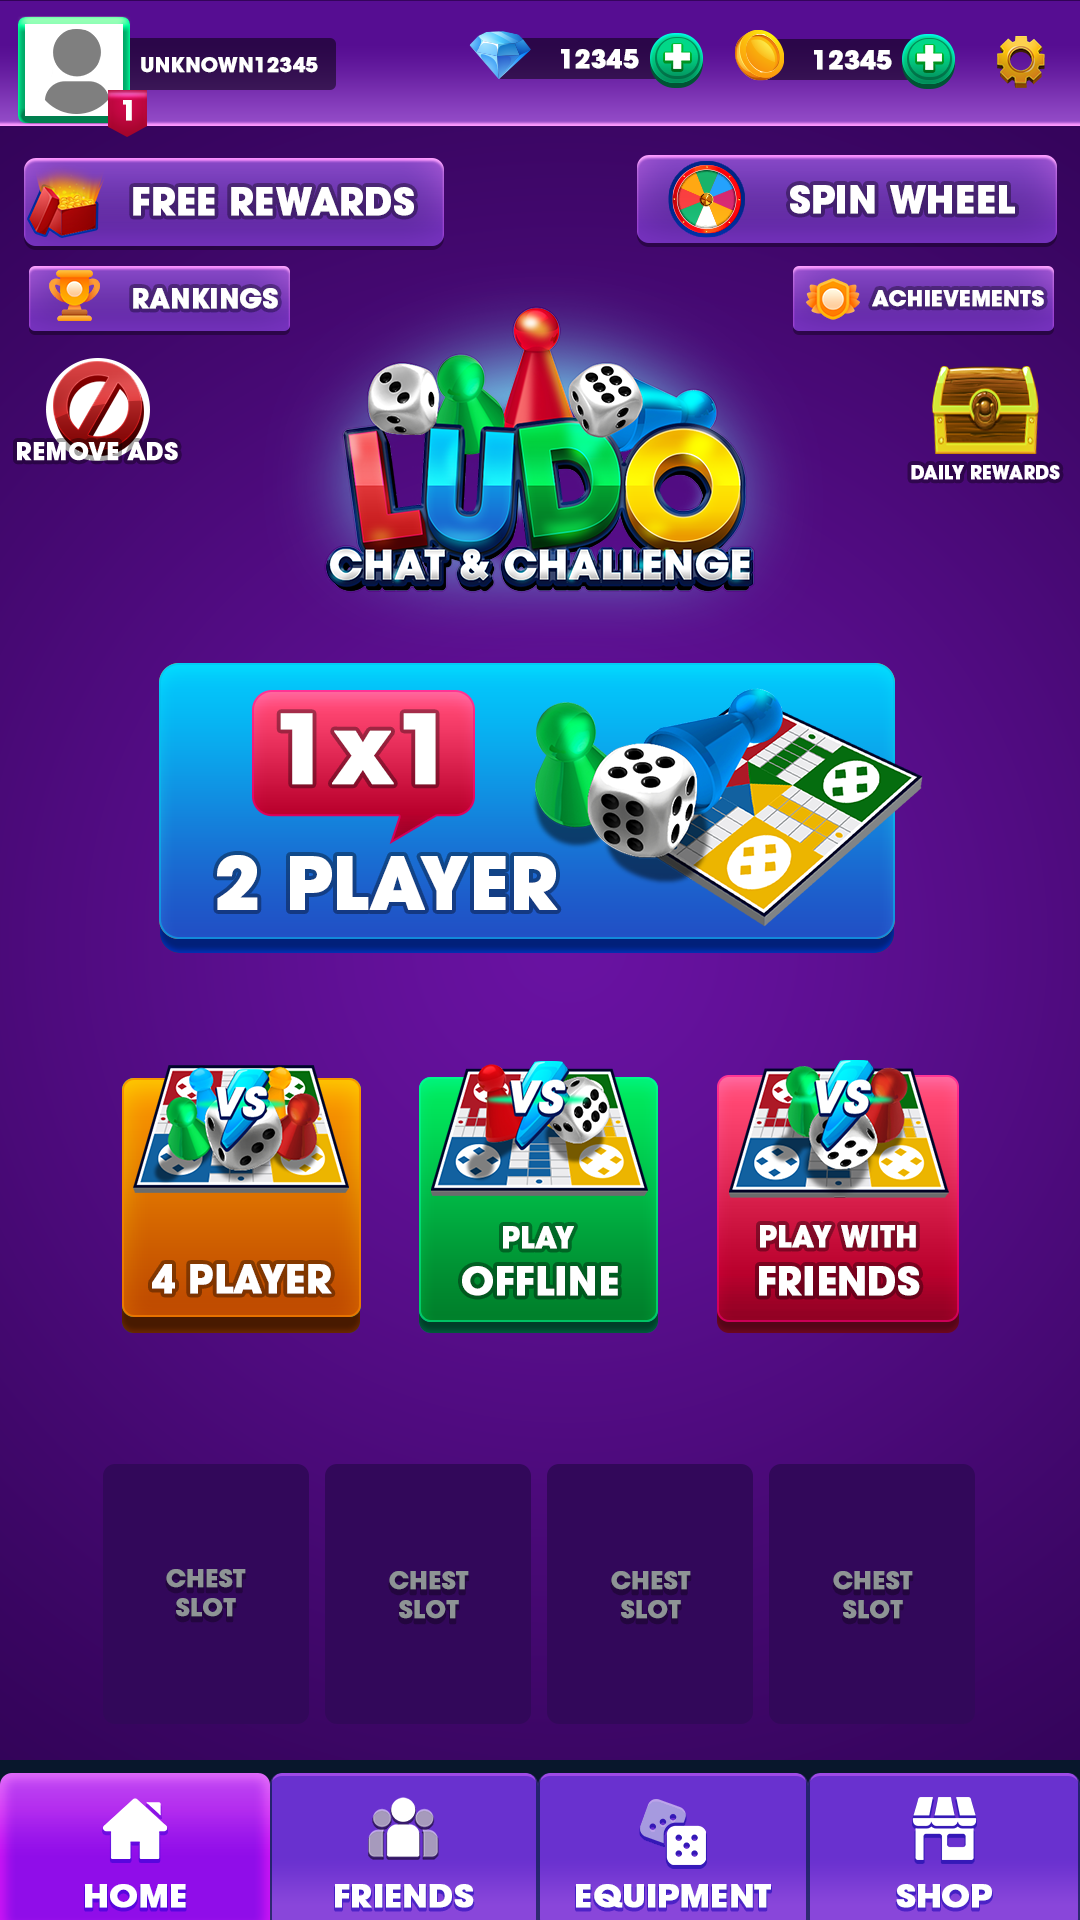 UNKNOWN12345
1
12345
12345
FREE REWARDS
SPIN WHEEL
RANKINGS
ACHIEVEMENTS
REMOVE ADS
DAILY REWARDS
LUDO
CHAT & CHALLENGE
1x1
2 PLAYER
VS
4 PLAYER
VS
PLAY
OFFLINE
VS
PLAY WITH
FRIENDS
CHEST
SLOT
CHEST
SLOT
CHEST
SLOT
CHEST
SLOT
HOME
FRIENDS
EQUIPMENT
SHOP